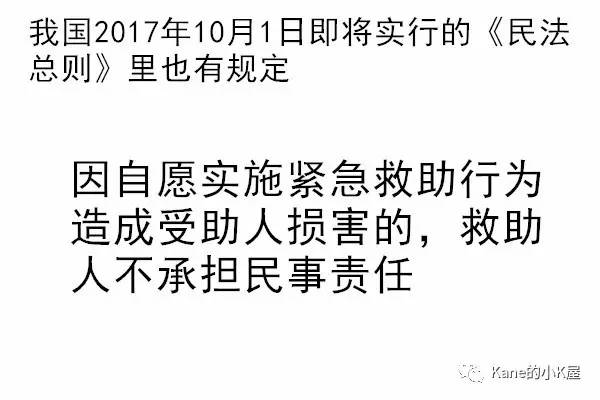 我国2017年10月1日即将实行的《民法
总则》里也有规定
因自愿实施紧急救助行为
造成受助人损害的，救助
人不承担民事责任
Kane的小K屋